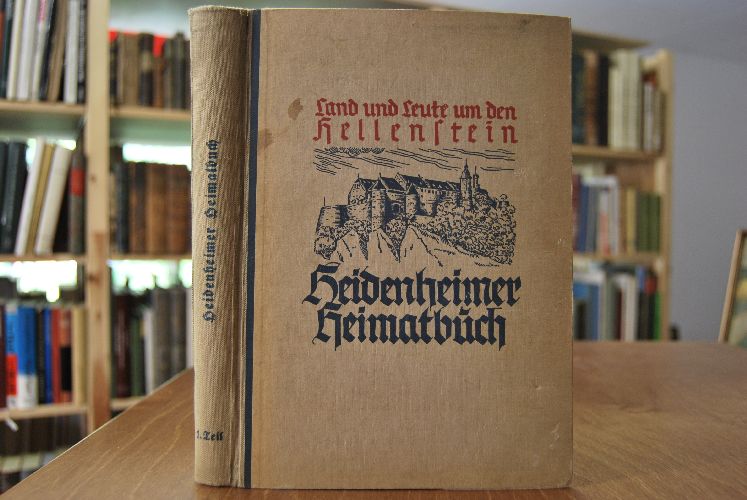 Land und Leute um den
Hellenstein
Heidenheimer
Heimatbuch
Heidenheimer Heimatbuch
1. Teil